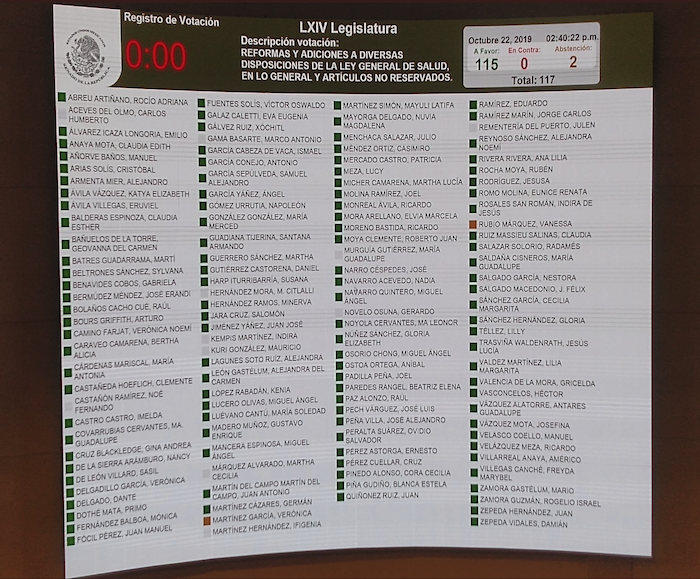 Registro de Votación
0:00
LXIV Legislatura
Descripción votación:
REFORMAS Y ADICIONES A DIVERSAS
DISPOSICIONES DE LA LEY GENERAL DE SALUD,
EN LO GENERAL Y ARTÍCULOS NO RESERVADOS.
Octubre 22, 2019 02:40:22 p.m.
A Favor: En Contra: Abstención:
115 0 2
Total: 117
ABREU ARTIÑANO, ROCÍO ADRIANA
ACEVES DEL OLMO, CARLOS
HUMBERTO
ÁLVAREZ ICAZA LONGORIA, EMILIO
ANAYA MOTA, CLAUDIA EDITH
AÑORVE BAÑOS, MANUEL
ARIAS SOLÍS, CRISTÓBAL
ARMENTA MIER, ALEJANDRO
ÁVILA VÁZQUEZ, KATYA ELIZABETH
ÁVILA VILLEGAS, ERUVIEL
BALDERAS ESPINOZA, CLAUDIA
ESTHER
BAÑUELOS DE LA TORRE,
GEOVANNA DEL CARMEN
BATRES GUADARRAMA, MARTÍ
BELTRONES SÁNCHEZ, SYLVANA
BENAVIDES COBOS, GABRIELA
BERMÚDEZ MÉNDEZ, JOSÉ ERANDI
BOLAÑOS CACHO CUÉ, RAÚL
BOURS GRIFFITH, ARTURO
CAMINO FARJAT, VERÓNICA NOEMÍ
CARAVEO CAMARENA, BERTHA
ALICIA
CÁRDENAS MARISCAL, MARÍA
ANTONIA
CASTAÑEDA HOEFLICH, CLEMENTE
CASTAÑÓN RAMÍREZ, NOÉ
FERNANDO
CASTRO CASTRO, IMELDA
COVARRUBIAS CERVANTES, MA.
GUADALUPE
CRUZ BLACKLEDGE, GINA ANDREA
DE LA SIERRA ARÁMBURO, NANCY
DE LEÓN VILLARD, SASIL
DELGADILLO GARCÍA, VERÓNICA
DELGADO, DANTE
DOTHÉ MATA, PRIMO
FERNÁNDEZ BALBOA, MÓNICA
FÓCIL PÉREZ, JUAN MANUEL
FUENTES SOLÍS, VÍCTOR OSWALDO
GALAZ CALETTI, EVA EUGENIA
GÁLVEZ RUIZ, XÓCHITL
GAMA BASARTE, MARCO ANTONIO
GARCÍA CABEZA DE VACA, ISMAEL
GARCÍA CONEJO, ANTONIO
GARCÍA SEPÚLVEDA, SAMUEL
ALEJANDRO
GARCÍA YÁÑEZ, ÁNGEL
GÓMEZ URRUTIA, NAPOLEÓN
GONZÁLEZ GONZÁLEZ, MARÍA
MERCED
GUADIANA TIJERINA, SANTANA
ARMANDO
GUERRERO SÁNCHEZ, MARTHA
GUTIÉRREZ CASTORENA, DANIEL
HARP ITURRIBARRÍA, SUSANA
HERNÁNDEZ MORA, M. CITLALLI
HERNÁNDEZ RAMOS, MINERVA
JARA CRUZ, SALOMÓN
JIMÉNEZ YÁÑEZ, JUAN JOSÉ
KEMPIS MARTÍNEZ, INDIRA
KURI GONZÁLEZ, MAURICIO
LAGUNES SOTO RUIZ, ALEJANDRA
LEÓN GASTÉLUM, ALEJANDRA DEL
CARMEN
LOPEZ RABADÁN, KENIA
LUCERO OLIVAS, MIGUEL ÁNGEL
LUÉVANO CANTÚ, MARÍA SOLEDAD
MADERO MUÑOZ, GUSTAVO
ENRIQUE
MANCERA ESPINOSA, MIGUEL
ÁNGEL
MÁRQUEZ ALVARADO, MARTHA
CECILIA
MARTÍN DEL CAMPO MARTÍN DEL
CAMPO, JUAN ANTONIO
MARTÍNEZ CÁZARES, GERMÁN
MARTÍNEZ GARCÍA, VERÓNICA
MARTÍNEZ HERNÁNDEZ, IFIGENIA
MARTÍNEZ SIMÓN, MAYULI LATIFA
MAYORGA DELGADO, NUVIA
MAGDALENA
MENCHACA SALAZAR, JULIO
MÉNDEZ ORTIZ, CASIMIRO
MERCADO CASTRO, PATRICIA
MEZA, LUCY
MICHER CAMARENA, MARTHA LUCÍA
MOLINA RAMÍREZ, JOEL
MONREAL ÁVILA, RICARDO
MORA ARELLANO, ELVIA MARCELA
MORENO BASTIDA, RICARDO
MOYA CLEMENTE, ROBERTO JUAN
MURGUÍA GUTIÉRREZ, MARÍA
GUADALUPE
NARRO CÉSPEDES, JOSÉ
NAVARRO ACEVEDO, NADIA
NAVARRO QUINTERO, MIGUEL
ÁNGEL
NOVELO OSUNA, GERARDO
NOYOLA CERVANTES, MA LEONOR
NÚÑEZ SÁNCHEZ, GLORIA
ELIZABETH
OSORIO CHONG, MIGUEL ÁNGEL
OSTOA ORTEGA, ANÍBAL
PADILLA PEÑA, JOEL
PAREDES RANGEL, BEATRIZ ELENA
PAZ ALONZO, RAÚL
PECH VÁRGUEZ, JOSÉ LUIS
PEÑA VILLA, JOSÉ ALEJANDRO
PERALTA SUÁREZ, OVIDIO
SALVADOR
PÉREZ ASTORGA, ERNESTO
PÉREZ CUELLAR, CRUZ
PINEDO ALONSO, CORA CECILIA
PIÑA GUDIÑO, BLANCA ESTELA
QUIÑONEZ RUIZ, JUAN
RAMÍREZ, EDUARDO
RAMÍREZ MARÍN, JORGE CARLOS
REMENTERÍA DEL PUERTO, JULEN
REYNOSO SÁNCHEZ, ALEJANDRA
NOEMÍ
RIVERA RIVERA, ANA LILIA
ROCHA MOYA, RUBÉN
RODRÍGUEZ, JESUSA
ROMO MOLINA, EUNICE RENATA
ROSALES SAN ROMÁN, INDIRA DE
JESÚS
RUBIO MÁRQUEZ, VANESSA
RUIZ MASSIEU SALINAS, CLAUDIA
SALAZAR SOLORIO, RADAMÉS
SALDAÑA CISNEROS, MARÍA
GUADALUPE
SALGADO GARCÍA, NESTORA
SALGADO MACEDONIO, J. FÉLIX
SÁNCHEZ GARCÍA, CECILIA
MARGARITA
SÁNCHEZ HERNÁNDEZ, GLORIA
TÉLLEZ, LILLY
TRASVIÑA WALDENRATH, JESÚS
LUCÍA
VALDEZ MARTÍNEZ, LILIA
MARGARITA
VALENCIA DE LA MORA, GRICELDA
VASCONCELOS, HÉCTOR
VÁZQUEZ ALATORRE, ANTARES
GUADALUPE
VÁZQUEZ MOTA, JOSEFINA
VELASCO COELLO, MANUEL
VELÁZQUEZ MEZA, RICARDO
VILLARREAL ANAYA, AMÉRICO
VILLEGAS CANCHÉ, FREYDA
MARYBEL
ZAMORA GASTÉLUM, MARIO
ZAMORA GUZMÁN, ROGELIO ISRAEL
ZEPEDA HERNÁNDEZ, JUAN
ZEPEDA VIDALES, DAMIÁN